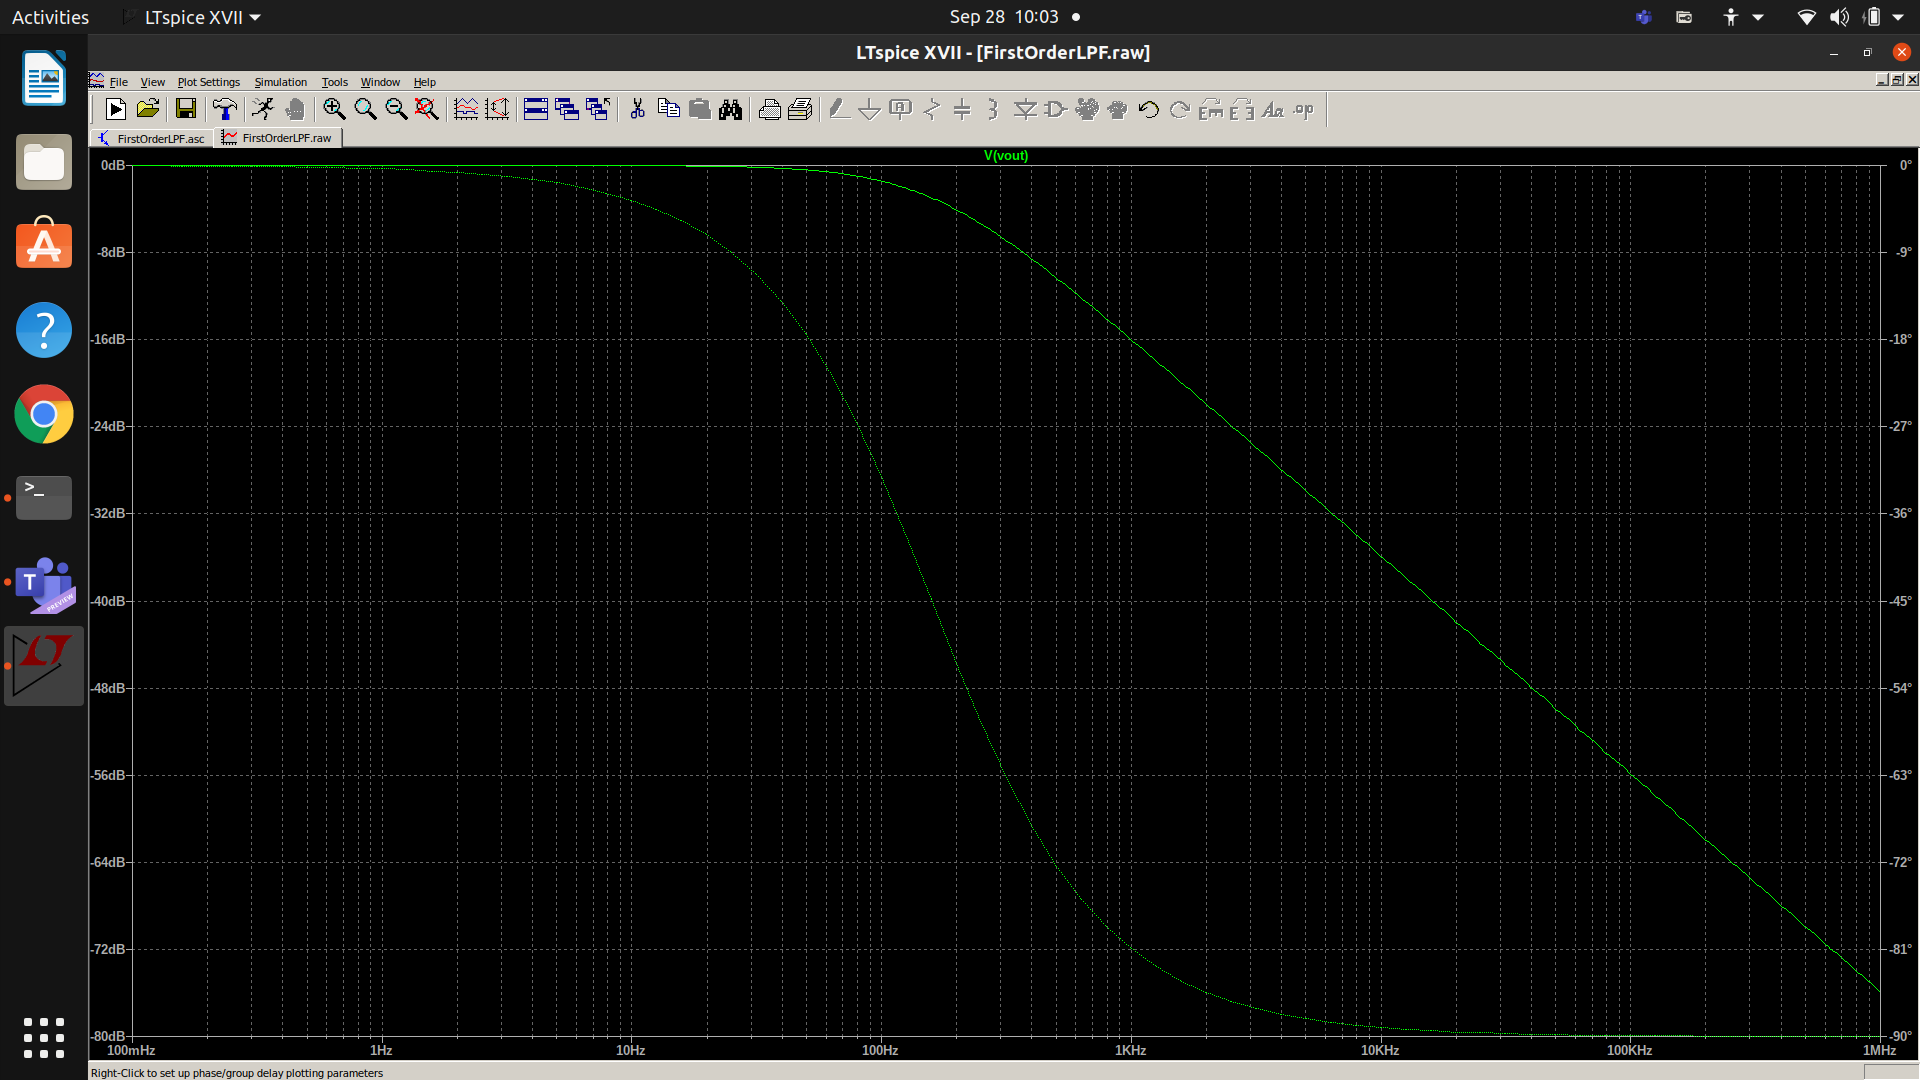 Activities LTspice XVII Sep 28 10:03
LTspice XVII - [FirstOrderLPF.raw]
File View Plot Settings Simulation Tools Window Help
FirstOrderLPF.asc FirstOrderLPF.raw
V(vout)
0dB 0°
-8dB -9°
-16dB -18°
-24dB -27°
-32dB -36°
-40dB -45°
-48dB -54°
-56dB -63°
-64dB -72°
-72dB -81°
-80dB -90°
100mHz 1Hz 10Hz 100Hz 1KHz 10KHz 100KHz 1MHz
Right-Click to set up phase/group delay plotting parameters
>_
T
PREVIEW
Aa
.op